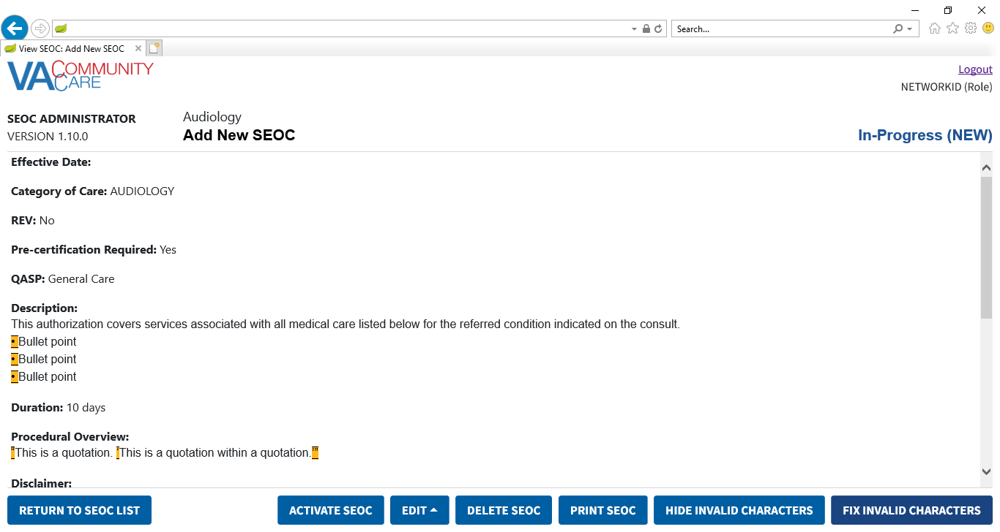 Search...
View SEOC: Add New SEOC
VA COMMUNITY CARE
Logout
NETWORKID (Role)
SEOC ADMINISTRATOR
VERSION 1.10.0
Audiology
Add New SEOC
In-Progress (NEW)
Effective Date:
Category of Care: AUDIOLOGY
REV: No
Pre-certification Required: Yes
QASP: General Care
Description:
This authorization covers services associated with all medical care listed below for the referred condition indicated on the consult.
•Bullet point
•Bullet point
•Bullet point
Duration: 10 days
Procedural Overview:
“This is a quotation. ‘This is a quotation within a quotation.’”
Disclaimer:
RETURN TO SEOC LIST
ACTIVATE SEOC
EDIT
DELETE SEOC
PRINT SEOC
HIDE INVALID CHARACTERS
FIX INVALID CHARACTERS